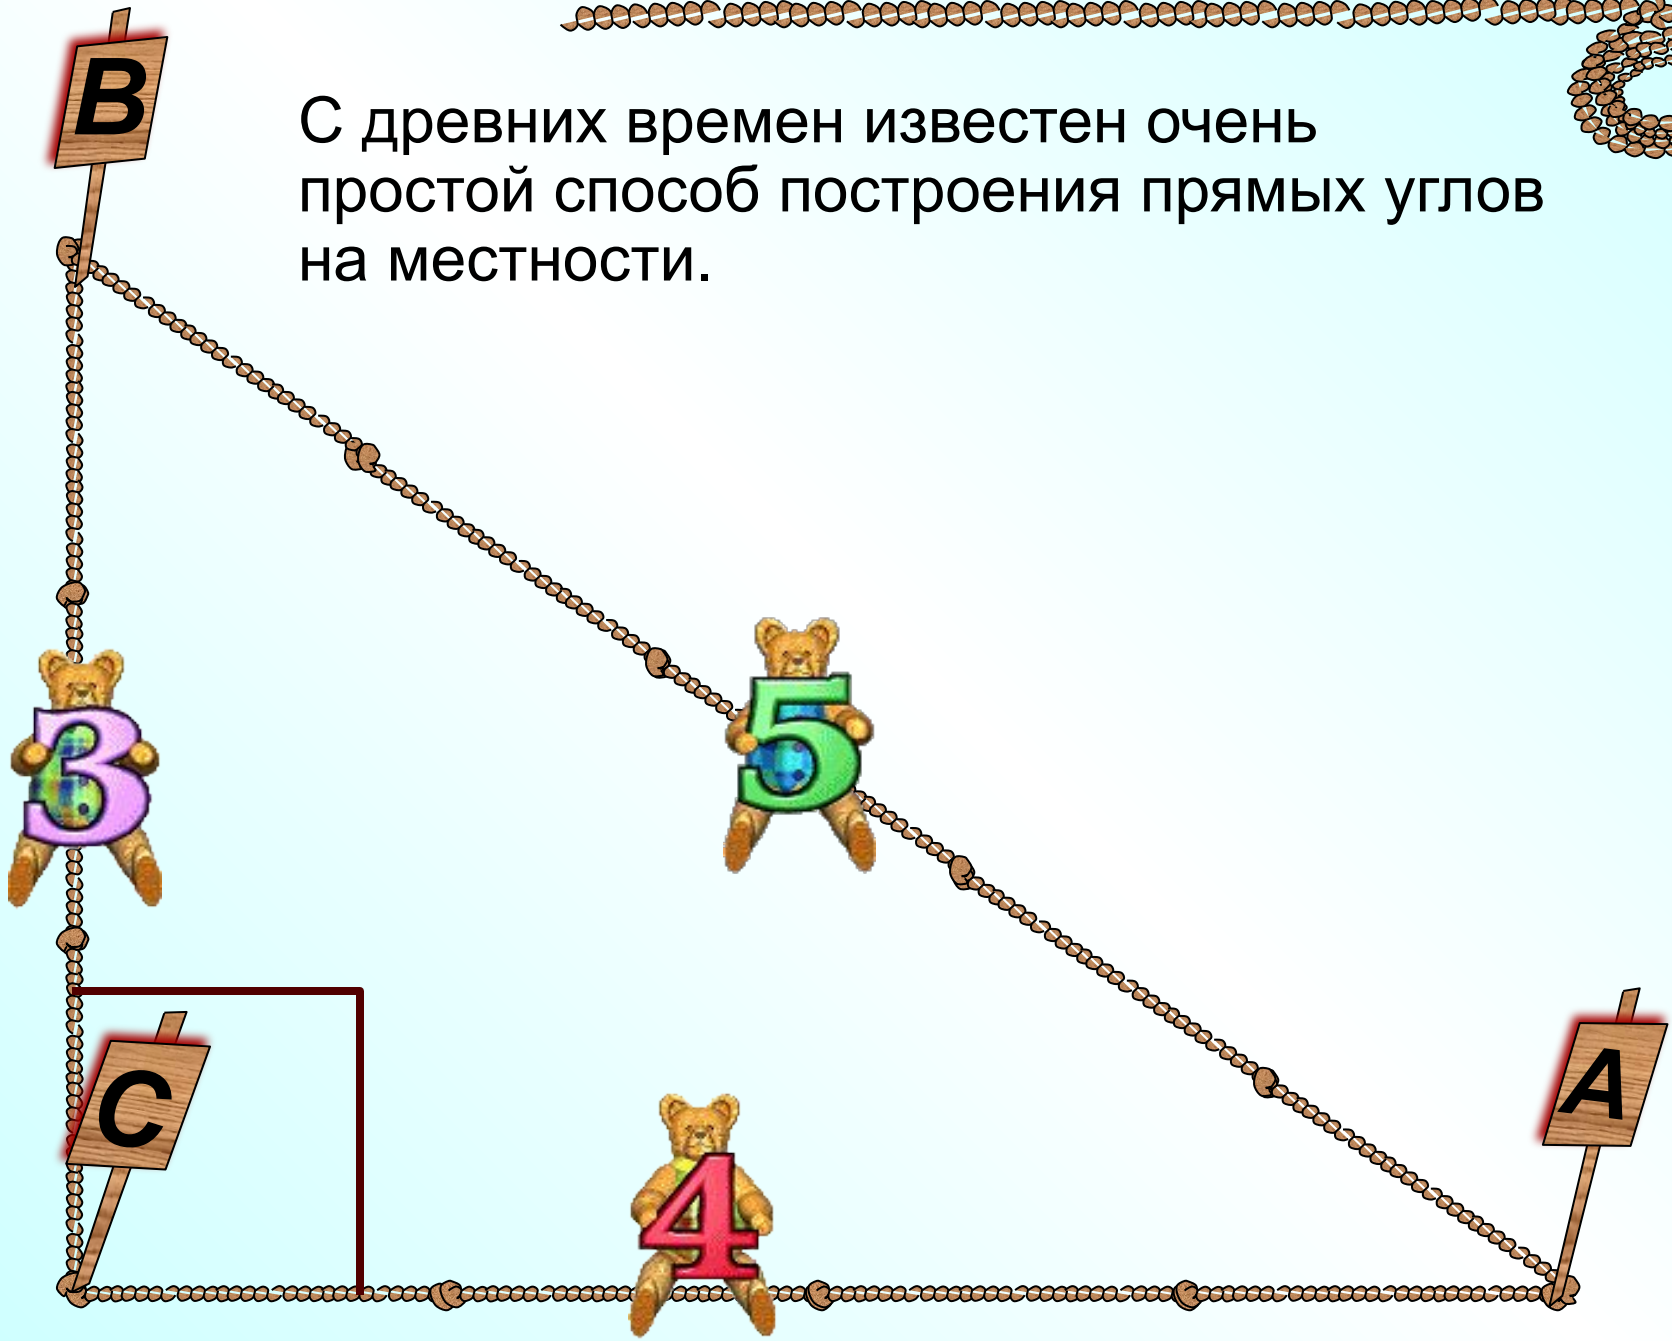 B
С древних времен известен очень
простой способ построения прямых углов
на местности.
5
3
C
A
4